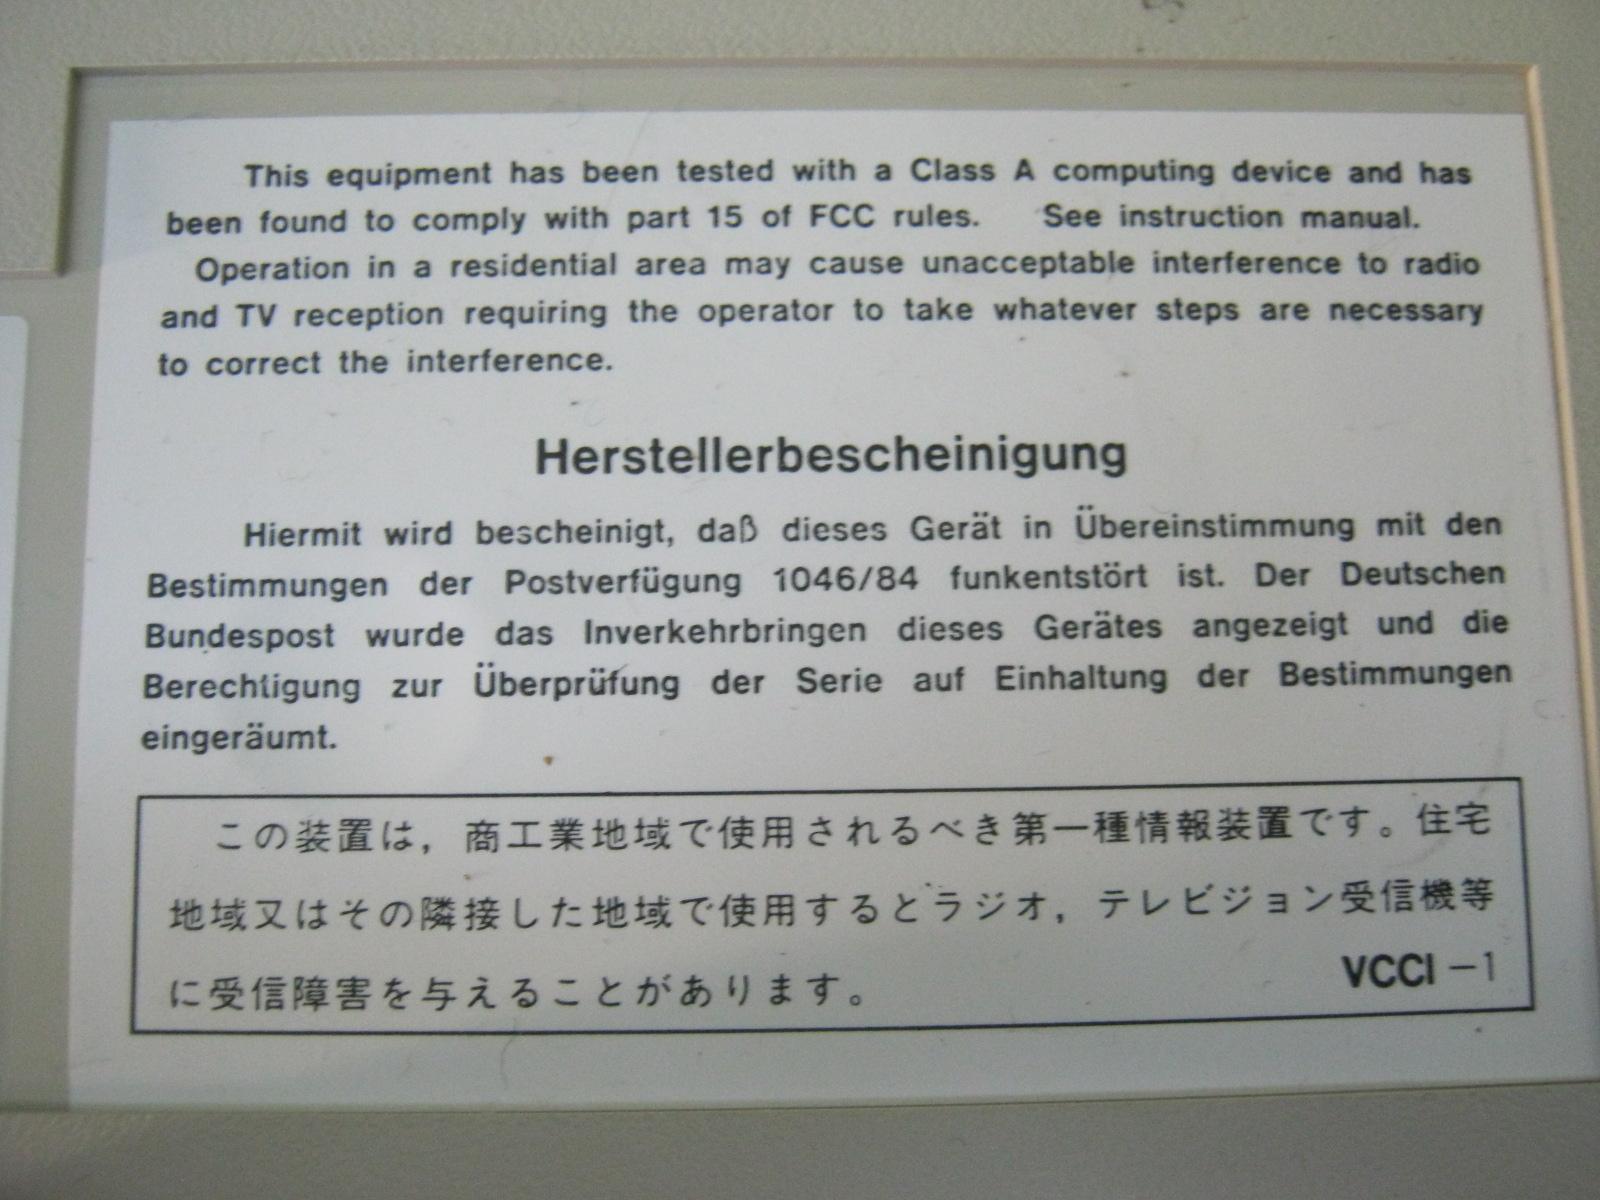 This equipment has been tested with a Class A computing device and has
been found to comply with part 15 of FCC rules. See instruction manual.
Operation in a residential area may cause unacceptable interference to radio
and TV reception requiring the operator to take whatever steps are necessary
to correct the interference.
Herstellerbescheinigung
Hiermit wird bescheinigt, daß dieses Gerät in Übereinstimmung mit den
Bestimmungen der Postverfügung 1046/84 funkentstört ist. Der Deutschen
Bundespost wurde das Inverkehrbringen dieses Gerätes angezeigt und die
Berechtigung zur Überprüfung der Serie auf Einhaltung der Bestimmungen
eingeräumt.
この装置は，商工業地域で使用されるべき第一種情報装置です。住宅
地域又はその隣接した地域で使用するとラジオ，テレビジョン受信機等
に受信障害を与えることがあります。 VCCI－1